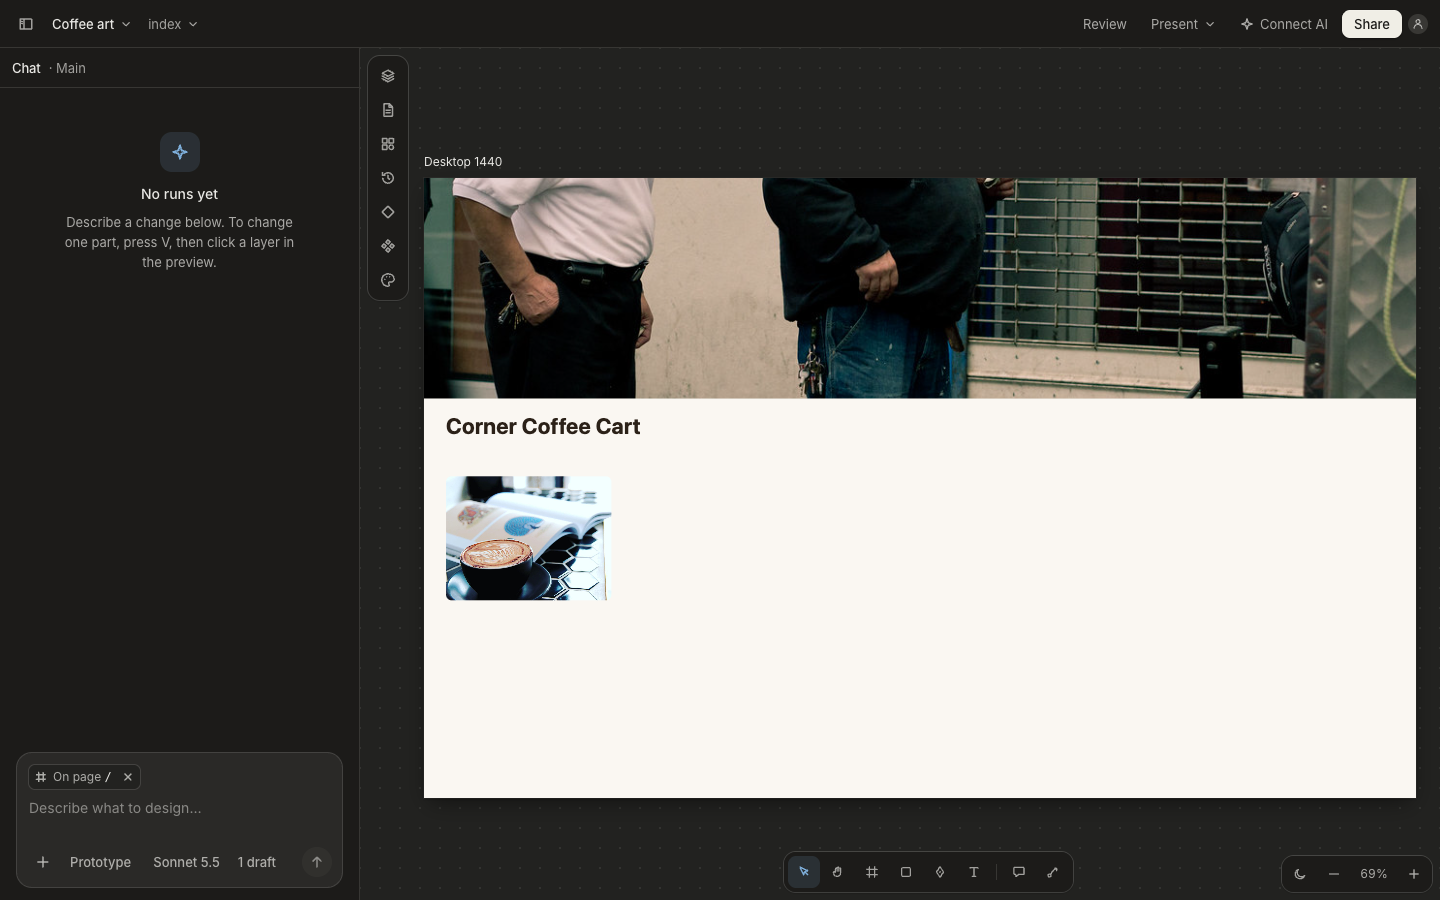 Coffee art
index
Review
Present
Connect AI
Share
Chat · Main
No runs yet
Describe a change below. To change
one part, press V, then click a layer in
the preview.
Desktop 1440
Corner Coffee Cart
On page /
Describe what to design...
Prototype
Sonnet 5.5
1 draft
69%